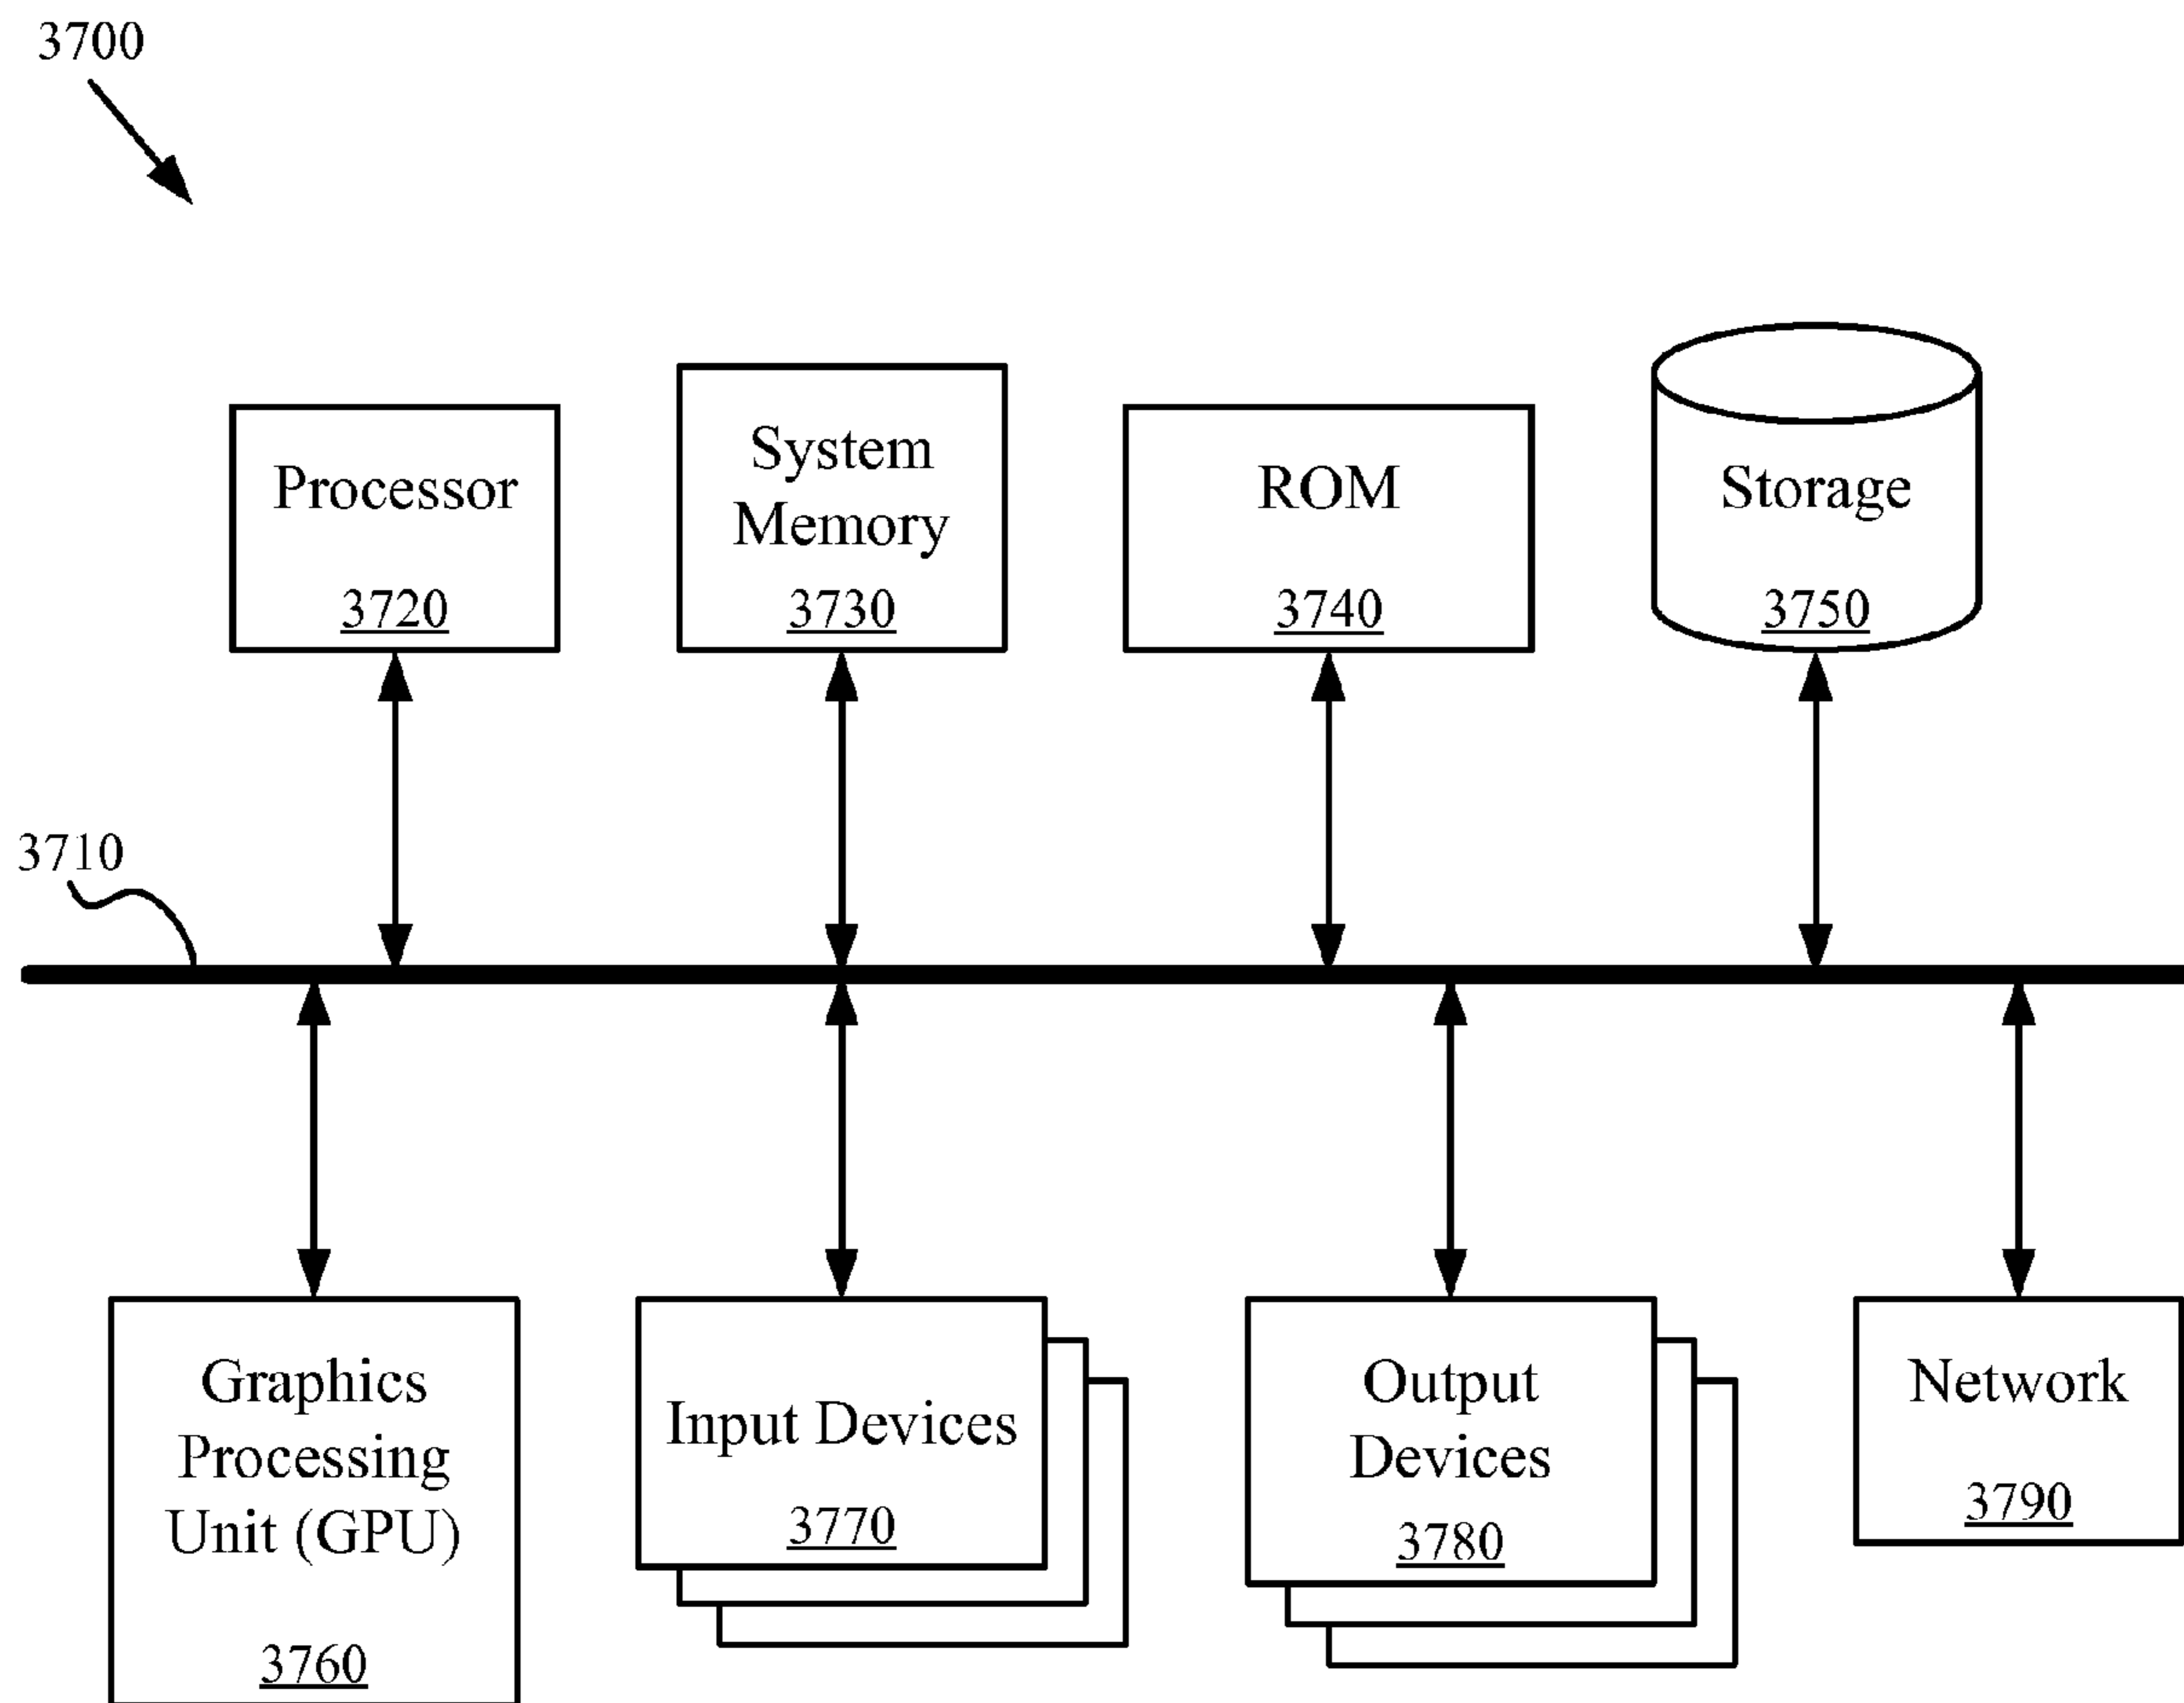 3700
Processor
3720
System
Memory
3730
ROM
3740
Storage
3750
3710
Graphics
Processing
Unit (GPU)
3760
Input Devices
3770
Output
Devices
3780
Network
3790